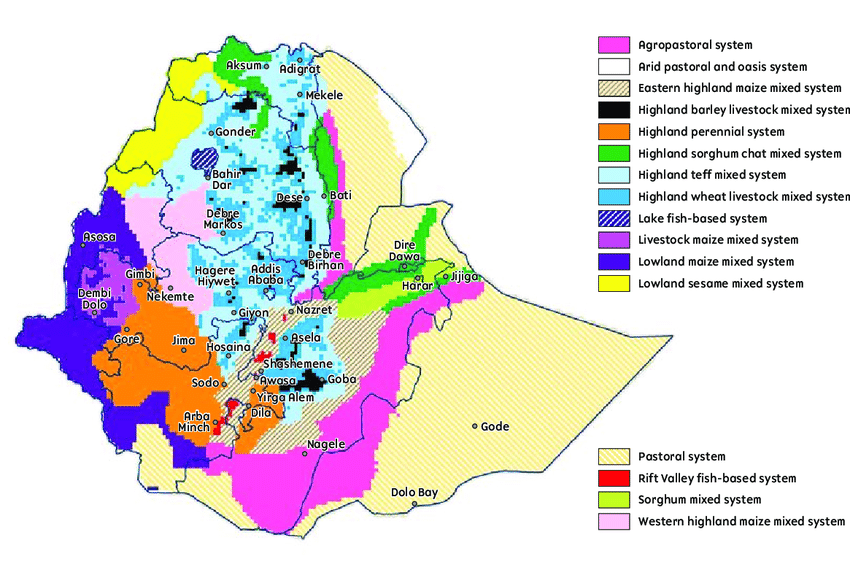 Aksum
Adigrat
Mekele
Gonder
Bahir
Dar
Dese
Bati
Debre
Markos
Asosa
Dire
Dawa
Debre
Birhan
Gimbi
Hagere
Hiywet
Addis
Ababa
Harar
Jijiga
Dembi
Dolo
Nekemte
Giyon
Nazret
Gore
Jima
Hosaina
Asela
Shashemene
Sodo
Awasa
Goba
Yirga Alem
Arba
Minch
Dila
Nagele
Gode
Dolo Bay
Agropastoral system
Arid pastoral and oasis system
Eastern highland maize mixed system
Highland barley livestock mixed systen
Highland perennial system
Highland sorghum chat mixed system
Highland teff mixed system
Highland wheat livestock mixed systen
Lake fish-based system
Livestock maize mixed system
Lowland maize mixed system
Lowland sesame mixed system
Pastoral system
Rift Valley fish-based system
Sorghum mixed system
Western highland maize mixed system